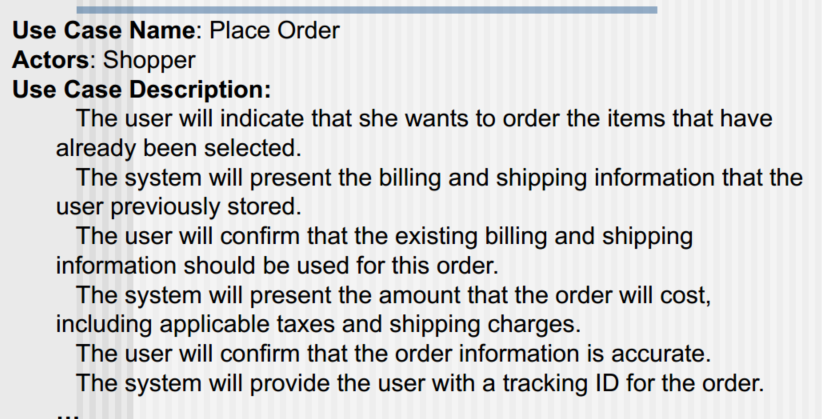 Use Case Name: Place Order
Actors: Shopper
Use Case Description:
The user will indicate that she wants to order the items that have
already been selected.
The system will present the billing and shipping information that the
user previously stored.
The user will confirm that the existing billing and shipping
information should be used for this order.
The system will present the amount that the order will cost,
including applicable taxes and shipping charges.
The user will confirm that the order information is accurate.
The system will provide the user with a tracking ID for the order.
...